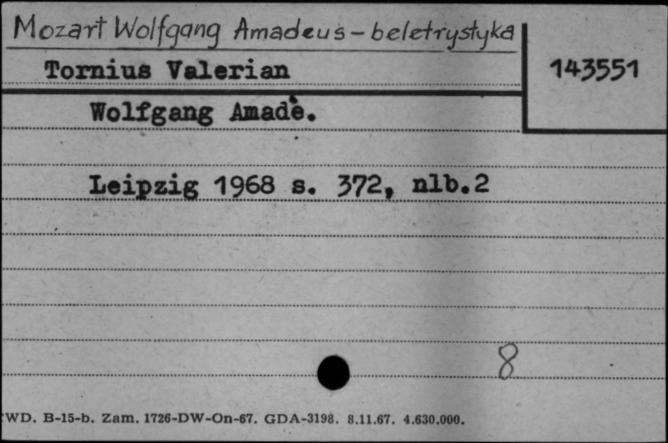 Mozart Wolfgang Amadeus - beletrystyka
Tornius Valerian
143551
Wolfgang Amadè.
Leipzig 1968 s. 372, nlb.2
8
WD. B-15-b. Zam. 1726-DW-On-67. GDA-3198. 8.11.67. 4.630.000.